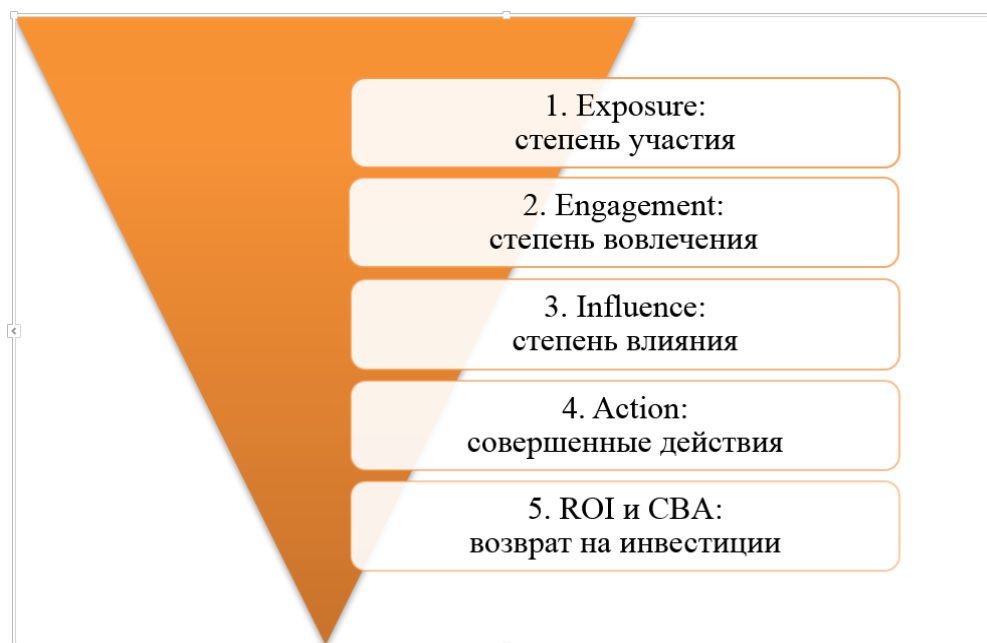 1. Exposure:
степень участия
2. Engagement:
степень вовлечения
3. Influence:
степень влияния
4. Action:
совершенные действия
5. ROI и CBA:
возврат на инвестиции